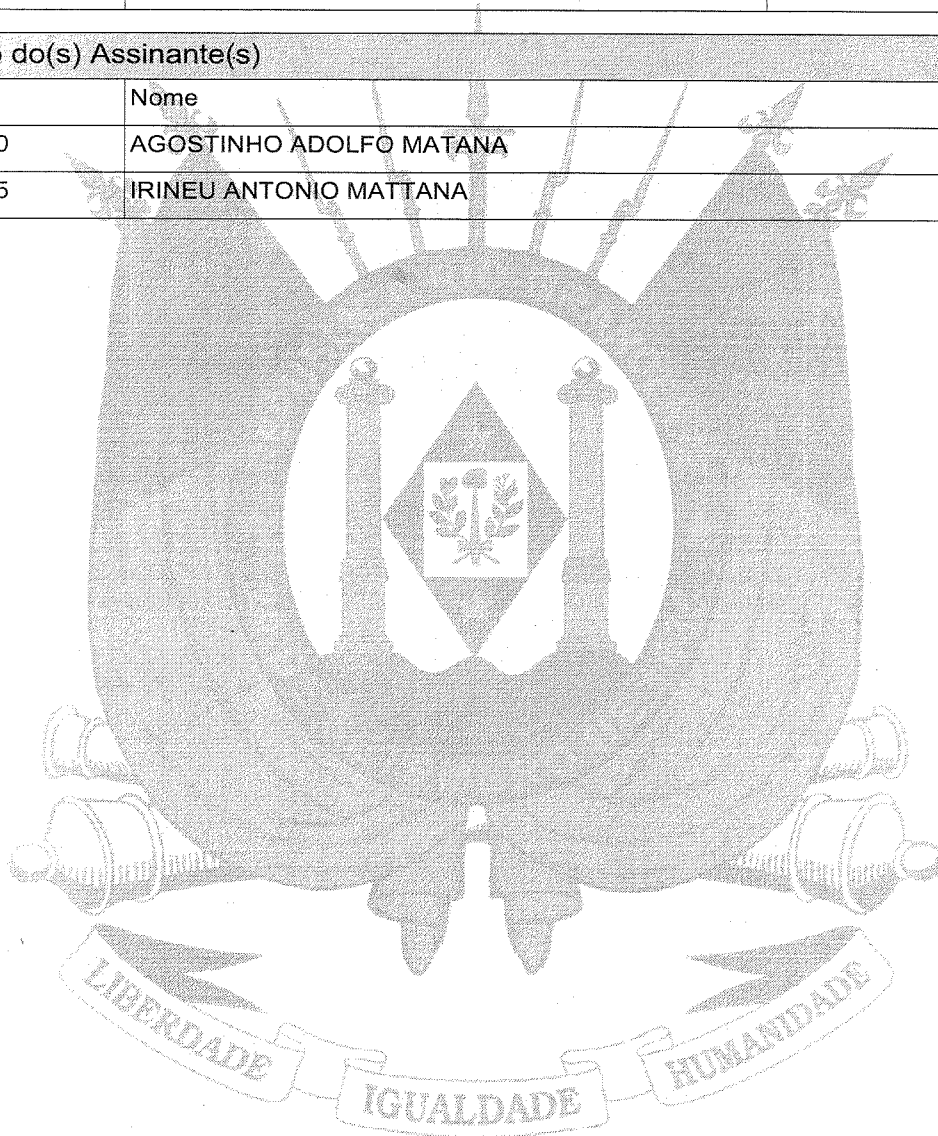 do(s) Assinante(s)
Nome
0 AGOSTINHO ADOLFO MATANA
5 IRINEU ANTONIO MATTANA
LIBERDADE
IGUALDADE
HUMANIDADE